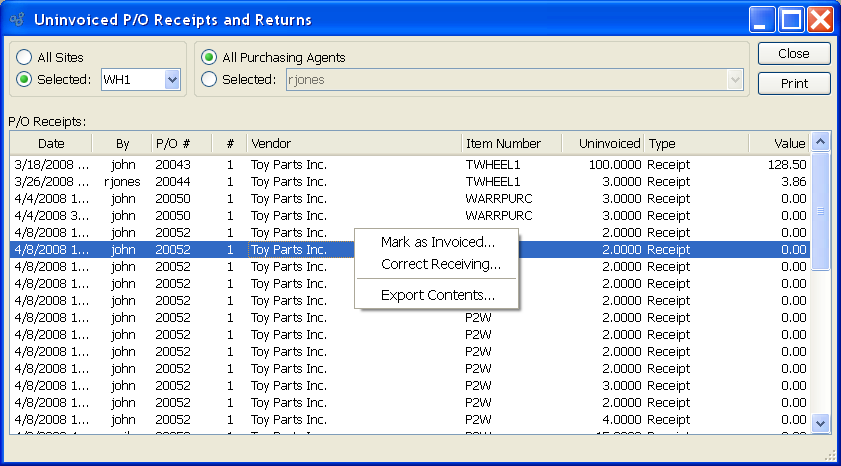 Uninvoiced P/O Receipts and Returns
All Sites
Selected: WH1
All Purchasing Agents
Selected: rjones
Close
Print
P/O Receipts:
Date By P/O # # Vendor Item Number Uninvoiced Type Value
3/18/2008 ... john 20043 1 Toy Parts Inc. TWHEEL1 100.0000 Receipt 128.50
3/26/2008 ... rjones 20044 1 Toy Parts Inc. TWHEEL1 3.0000 Receipt 3.86
4/4/2008 1... john 20050 1 Toy Parts Inc. WARRPURC 3.0000 Receipt 0.00
4/4/2008 3... john 20050 1 Toy Parts Inc. WARRPURC 3.0000 Receipt 0.00
4/8/2008 1... john 20052 1 Toy Parts Inc. 2.0000 Receipt 0.00
4/8/2008 1... john 20052 1 Toy Parts Inc. 2.0000 Receipt 0.00
4/8/2008 1... john 20052 1 Toy Parts Inc. 2.0000 Receipt 0.00
4/8/2008 1... john 20052 1 Toy Parts Inc. 2.0000 Receipt 0.00
4/8/2008 1... john 20052 1 Toy Parts Inc. 2.0000 Receipt 0.00
4/8/2008 1... john 20052 1 Toy Parts Inc. P2W 2.0000 Receipt 0.00
4/8/2008 1... john 20052 1 Toy Parts Inc. P2W 2.0000 Receipt 0.00
4/8/2008 1... john 20052 1 Toy Parts Inc. P2W 2.0000 Receipt 0.00
4/8/2008 1... john 20052 1 Toy Parts Inc. P2W 2.0000 Receipt 0.00
4/8/2008 1... john 20052 1 Toy Parts Inc. P2W 3.0000 Receipt 0.00
4/8/2008 1... john 20052 1 Toy Parts Inc. P2W 2.0000 Receipt 0.00
4/8/2008 1... john 20052 1 Toy Parts Inc. P2W 4.0000 Receipt 0.00
Mark as Invoiced...
Correct Receiving...
Export Contents...